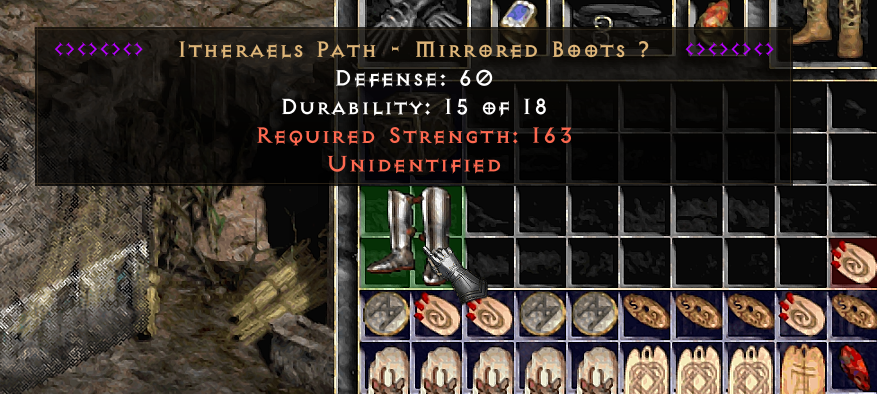 <><><><> Itheraels Path - Mirrored Boots ? <><><><>
Defense: 60
Durability: 15 of 18
Required Strength: 163
Unidentified